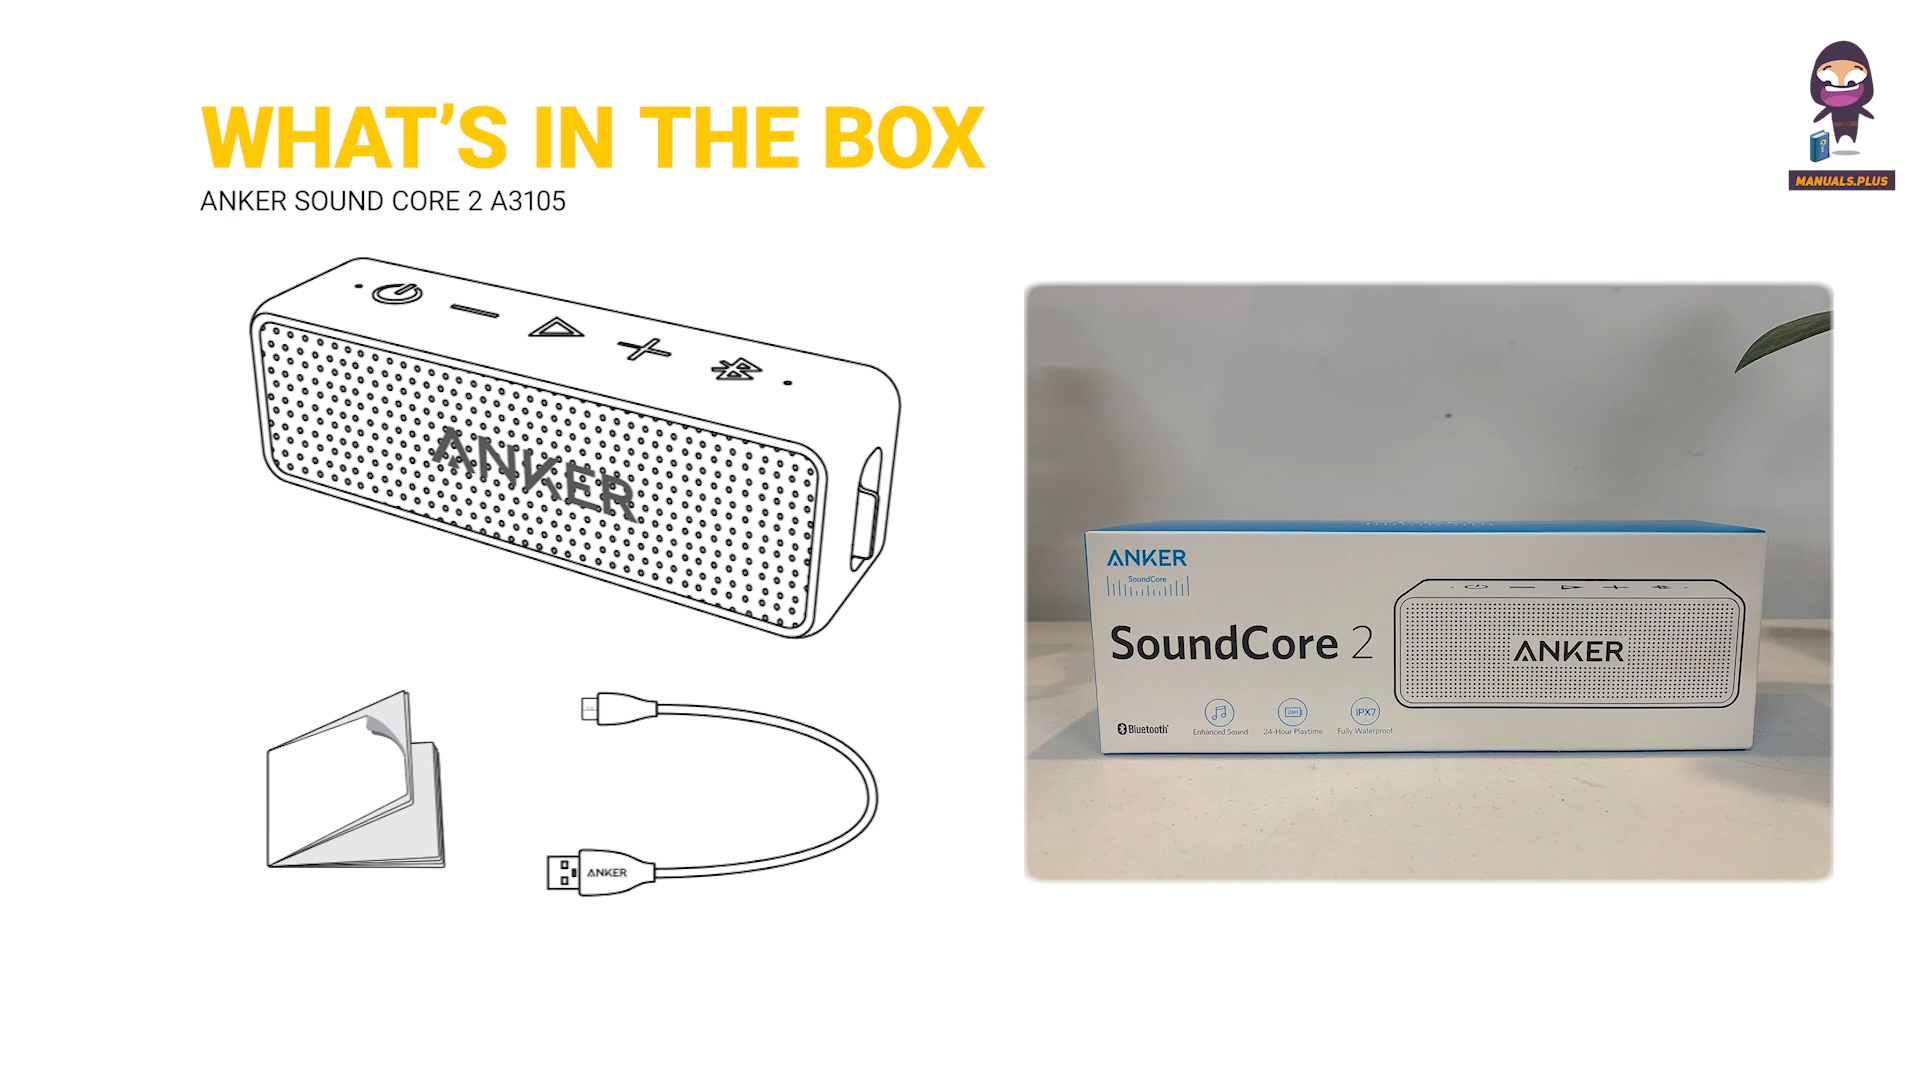 WHAT'S IN THE BOX
ANKER SOUND CORE 2 A3105
MANUALS.PLUS
ANKER
ANKER
ANKER
SoundCore
SoundCore 2
ANKER
Bluetooth
Enhanced Sound
24H
24-Hour Playtime
IPX7
Fully Waterproof